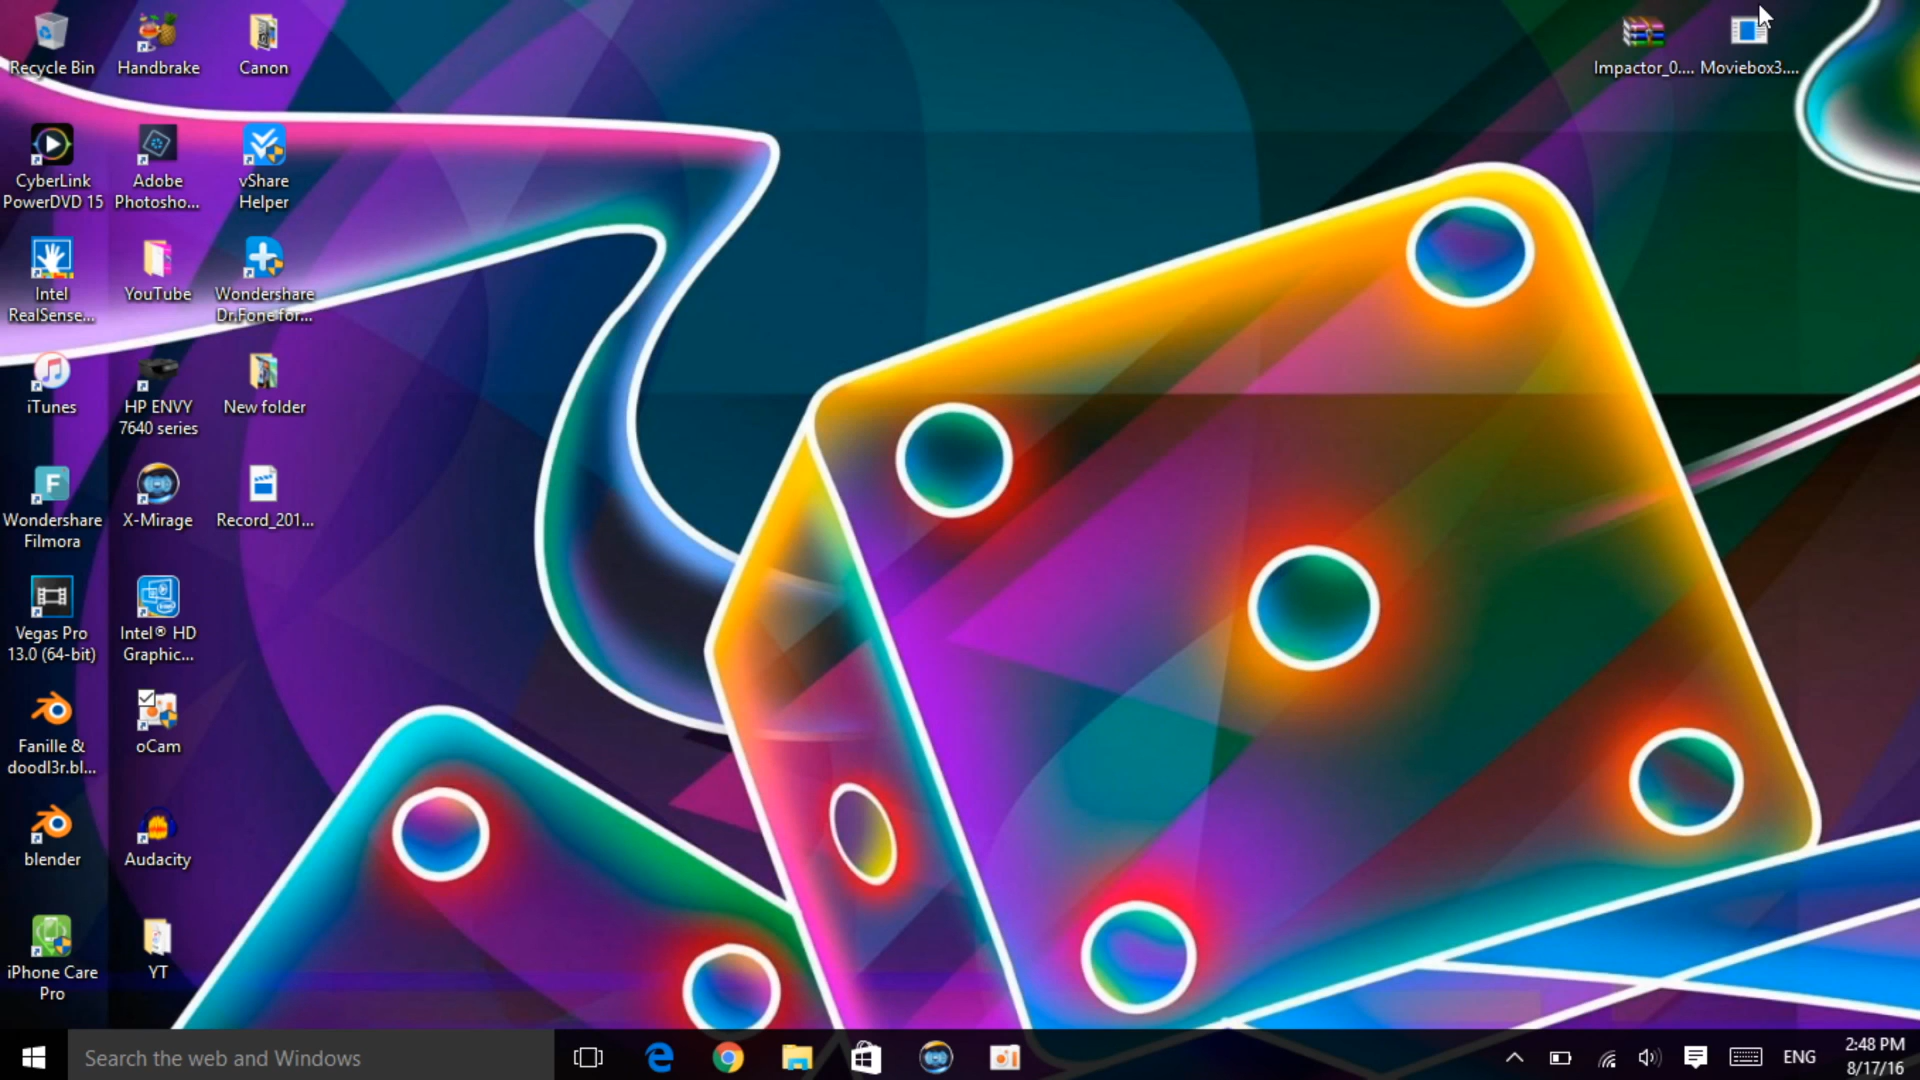 Recycle Bin
Handbrake
Canon
Impactor_0....
Moviebox3....
CyberLink
PowerDVD 15
Adobe
Photosho...
vShare
Helper
Intel
RealSense...
YouTube
Wondershare
Dr.Fone for...
iTunes
HP ENVY
7640 series
New folder
Wondershare
Filmora
X-Mirage
Record_201...
Vegas Pro
13.0 (64-bit)
Intel® HD
Graphic...
Fanille &
doodl3r.bl...
oCam
blender
Audacity
iPhone Care
Pro
YT
Search the web and Windows
ENG
2:48 PM
8/17/16